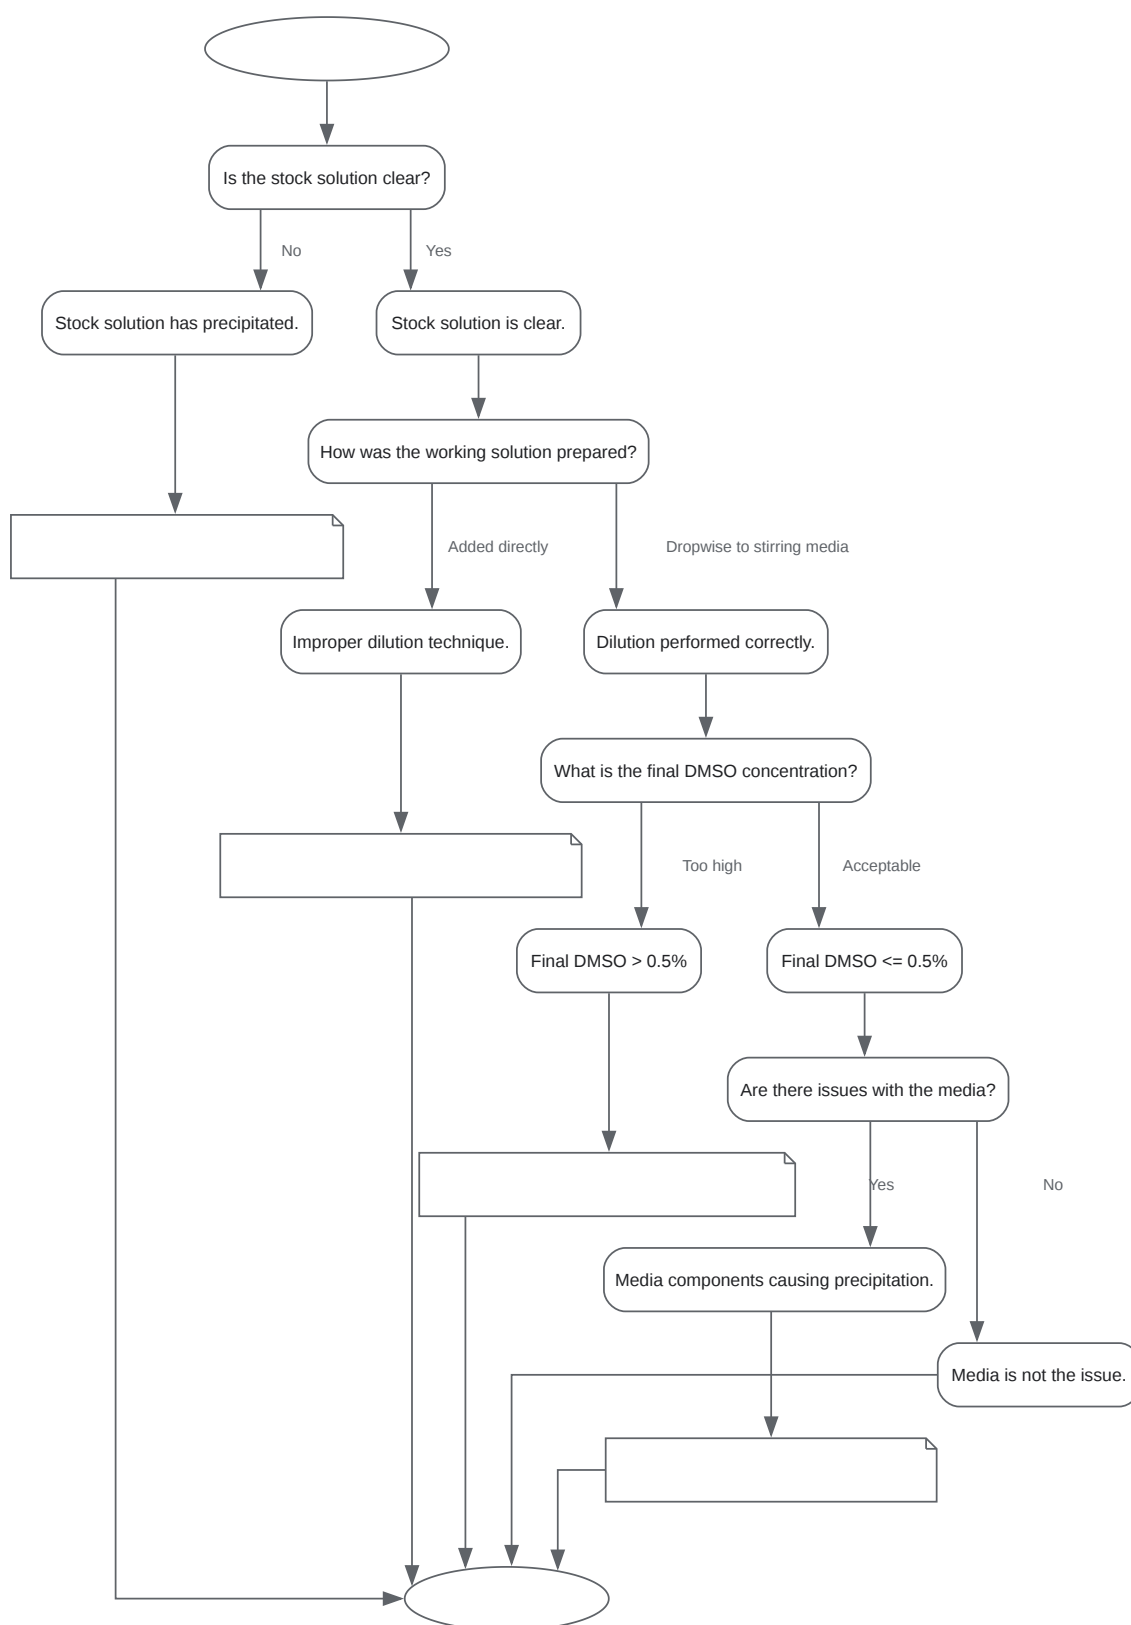 Is the stock solution clear?
No
Yes
Stock solution has precipitated.
Stock solution is clear.
How was the working solution prepared?
Added directly
Dropwise to stirring media
Improper dilution technique.
Dilution performed correctly.
What is the final DMSO concentration?
Too high
Acceptable
Final DMSO > 0.5%
Final DMSO <= 0.5%
Are there issues with the media?
Yes
No
Media components causing precipitation.
Media is not the issue.